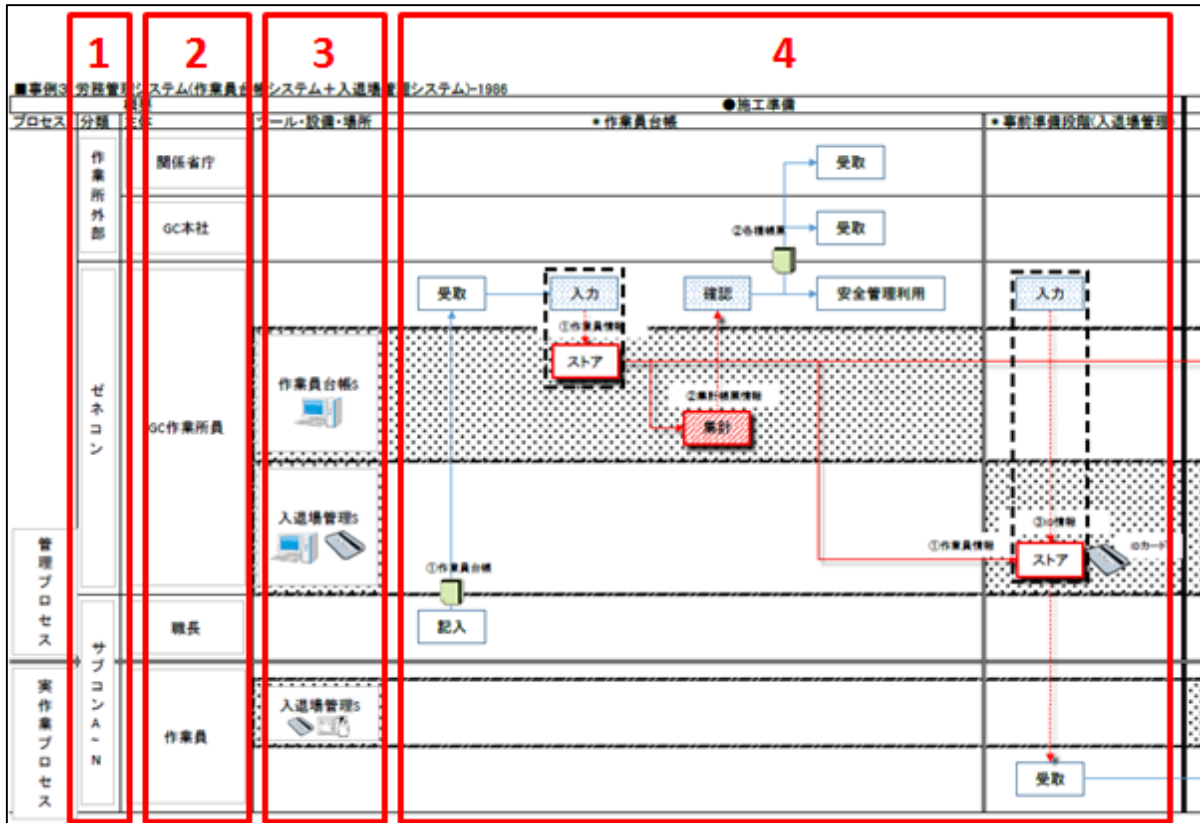 1
2
3
4
■事例3 労務管理システム(作業員台帳システム+入退場管理システム)-1986
概要
●施工準備
プロセス
分類
主体
ツール・設備・場所
*作業員台帳
*事前準備段階(入退場管理
作業所外部
関係省庁
受取
GC本社
②各種帳票
受取
ゼネコン
GC作業所員
受取
入力
確認
安全管理利用
入力
①作業員情報
作業員台帳S
ストア
②集計帳票情報
集計
入退場管理S
③ID情報
①作業員情報
ストア
IDカード
①作業員台帳
管理プロセス
サブコンA~N
職長
記入
実作業プロセス
作業員
入退場管理S
受取